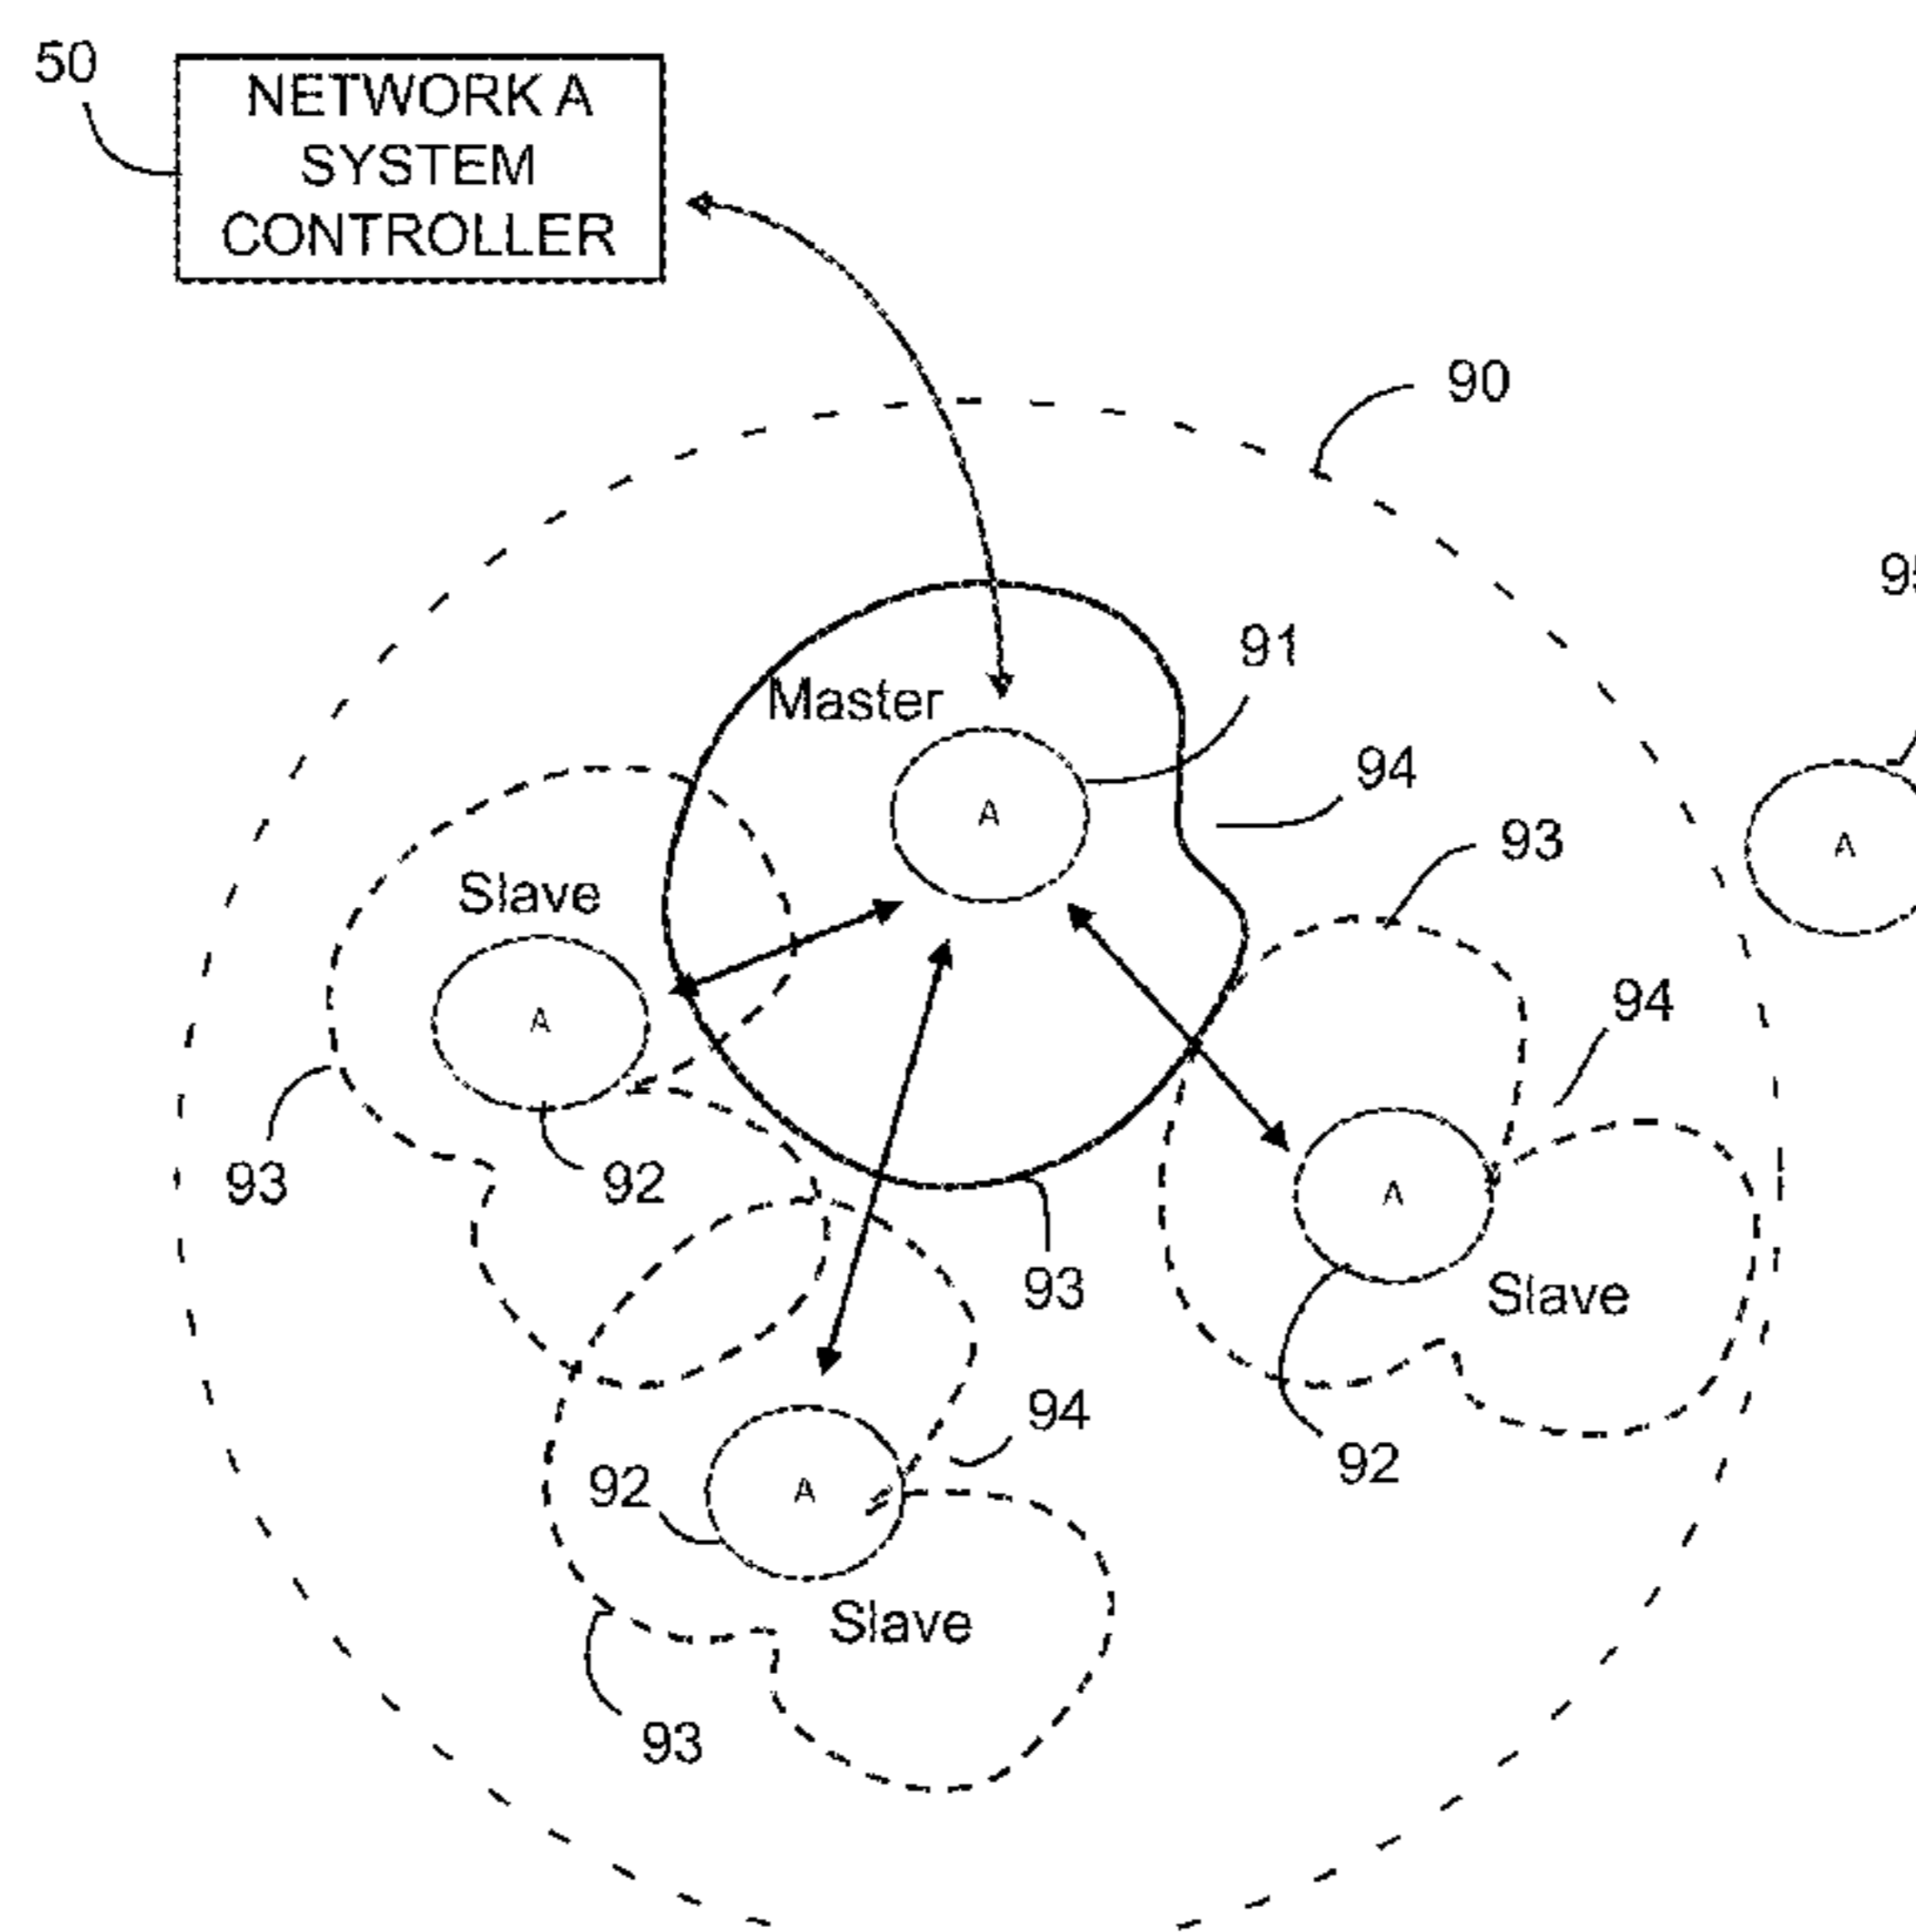 50
NETWORK A
SYSTEM
CONTROLLER
90
91
Master
94
A
93
A
Slave
A
94
93
92
A
93
Slave
94
92
92
A
Slave
93